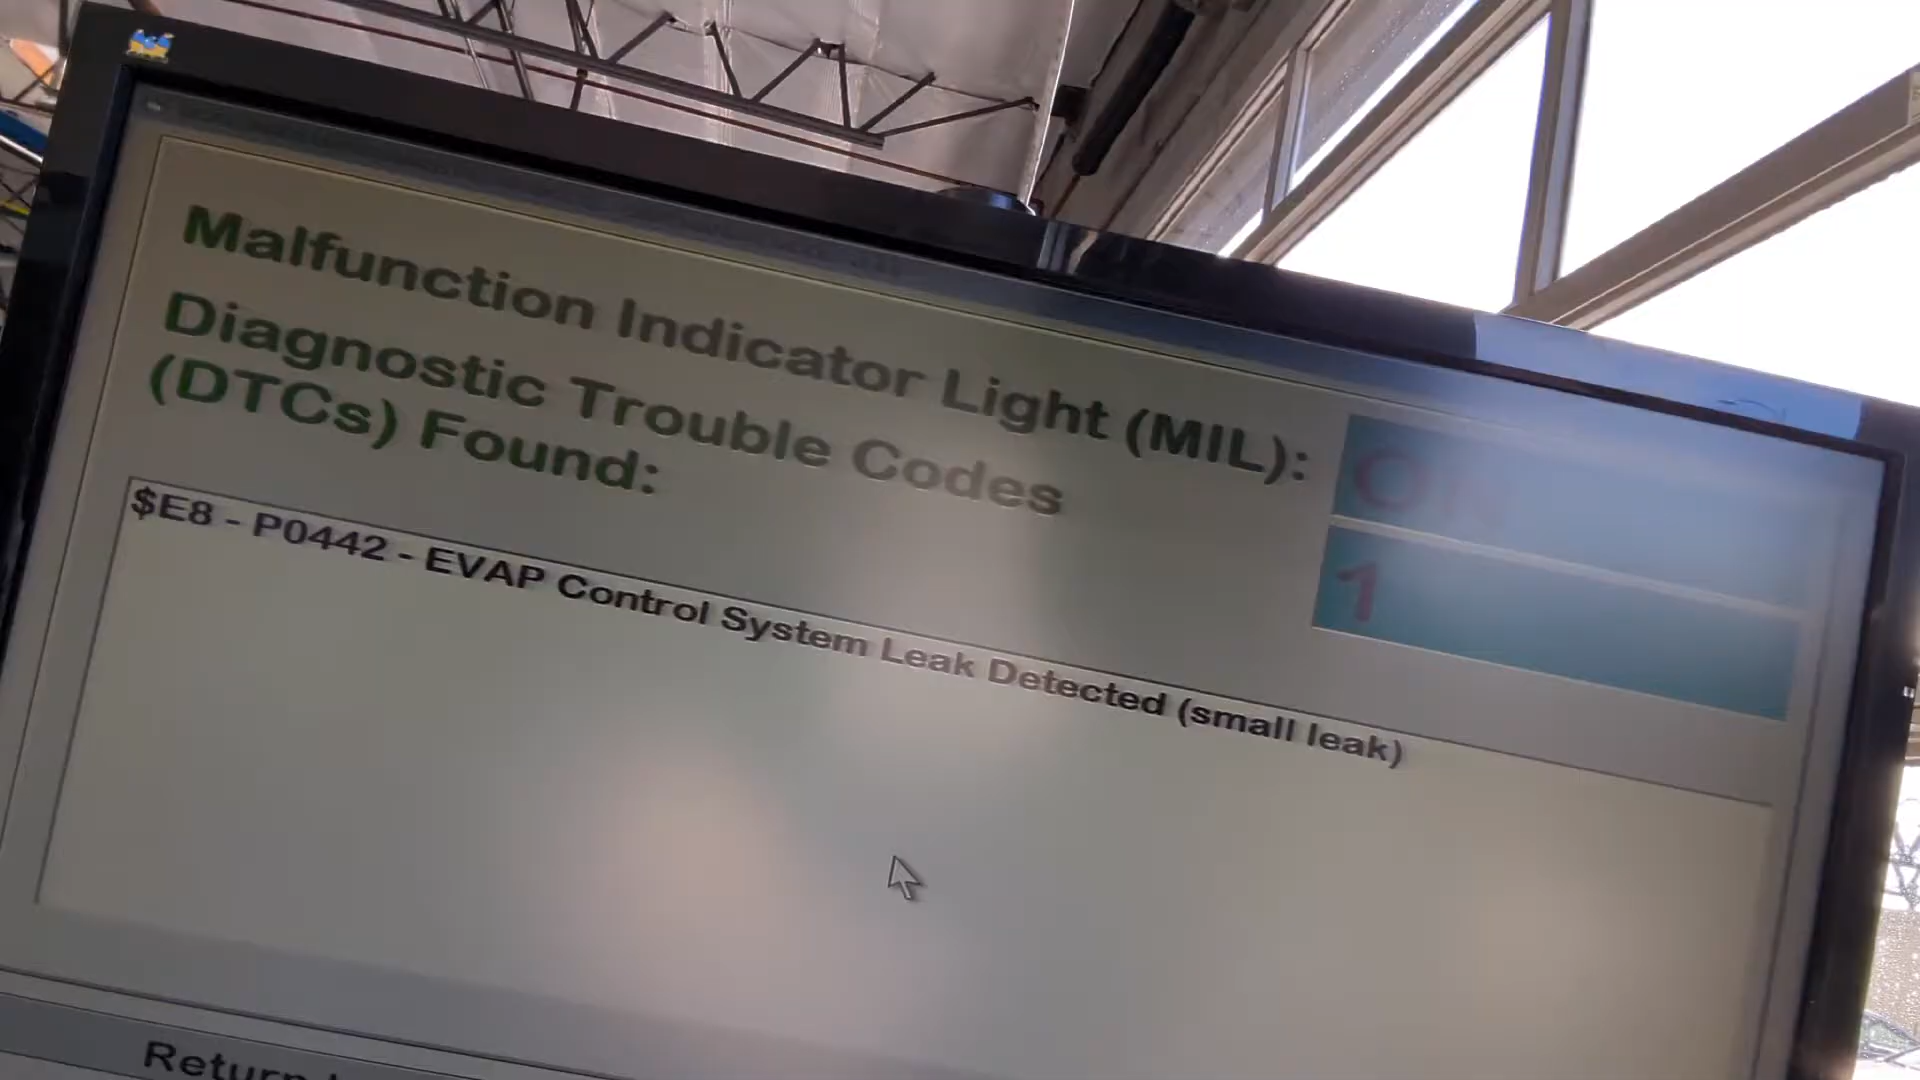 Malfunction Indicator Light (MIL): ON
Diagnostic Trouble Codes
(DTCs) Found: 1
$E8 - P0442 - EVAP Control System Leak Detected (small leak)
Return